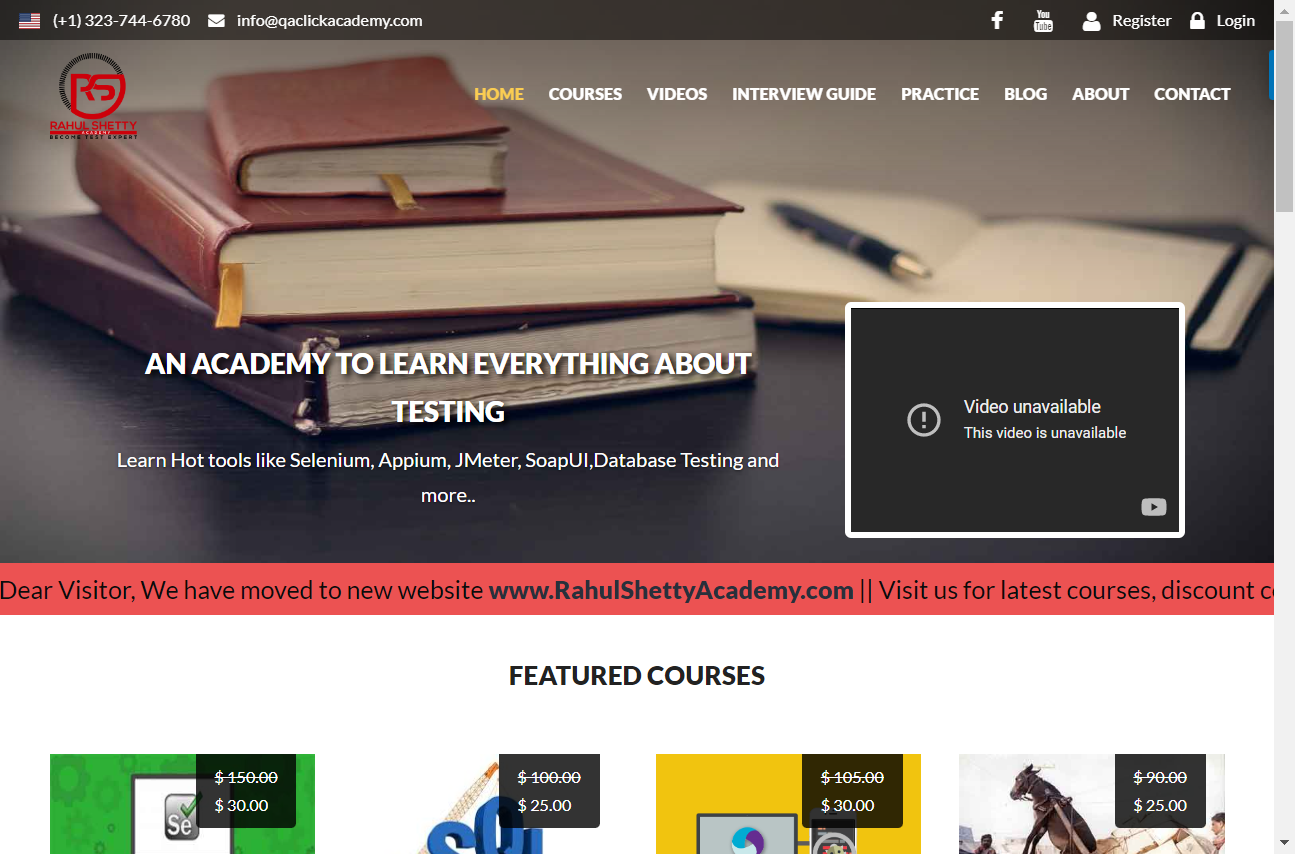 (+1) 323-744-6780 info@qaclickacademy.com You Tube Register Login
RS
RAHUL SHETTY
ACADEMY
BECOME TEST EXPERT
HOME COURSES VIDEOS INTERVIEW GUIDE PRACTICE BLOG ABOUT CONTACT
AN ACADEMY TO LEARN EVERYTHING ABOUT
TESTING
Learn Hot tools like Selenium, Appium, JMeter, SoapUI,Database Testing and
more..
Video unavailable
This video is unavailable
Dear Visitor, We have moved to new website www.RahulShettyAcademy.com || Visit us for latest courses, discount
FEATURED COURSES
$ 150.00 $ 100.00 $ 105.00 $ 90.00
$ 30.00 $ 25.00 $ 30.00 $ 25.00
Se